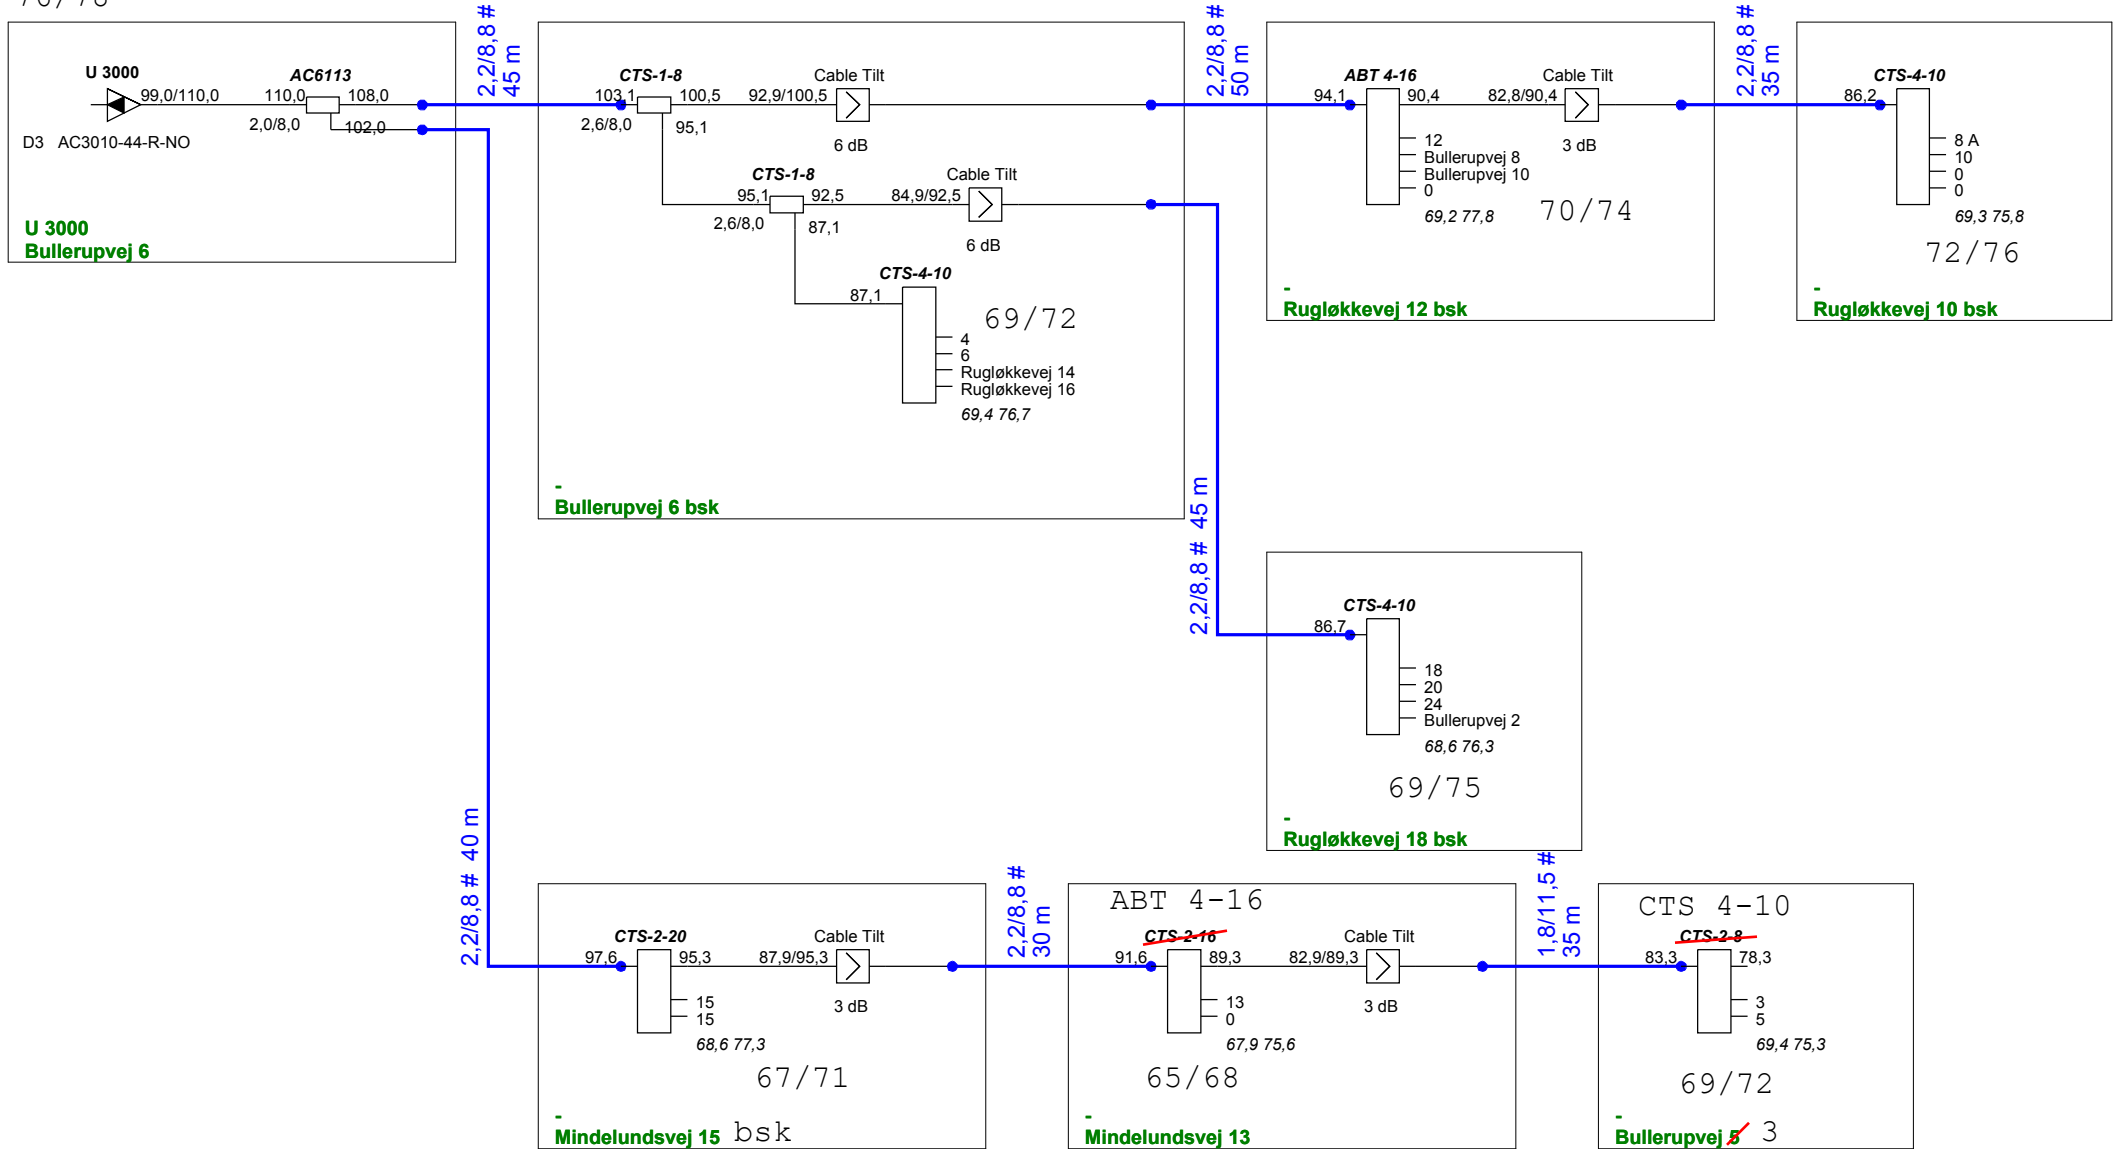 U 3000
99,0/110,0
D3 AC3010-44-R-NO
AC6113
110,0
108,0
2,0/8,0
102,0
U 3000
Bullerupvej 6
2,2/8,8 #
45 m
CTS-1-8
103,1
100,5
2,6/8,0
95,1
92,9/100,5
Cable Tilt
6 dB
CTS-1-8
95,1
92,5
2,6/8,0
87,1
84,9/92,5
Cable Tilt
6 dB
CTS-4-10
87,1
69/72
4
6
Rugløkkevej 14
Rugløkkevej 16
69,4 76,7
-
Bullerupvej 6 bsk
2,2/8,8 #
50 m
ABT 4-16
94,1
90,4
82,8/90,4
Cable Tilt
3 dB
12
Bullerupvej 8
Bullerupvej 10
0
69,2 77,8
70/74
-
Rugløkkevej 12 bsk
2,2/8,8 #
35 m
CTS-4-10
86,2
8 A
10
0
0
69,3 75,8
72/76
-
Rugløkkevej 10 bsk
2,2/8,8 # 45 m
CTS-4-10
86,7
18
20
24
Bullerupvej 2
68,6 76,3
69/75
-
Rugløkkevej 18 bsk
2,2/8,8 # 40 m
CTS-2-20
97,6
95,3
87,9/95,3
Cable Tilt
3 dB
15
15
68,6 77,3
67/71
-
Mindelundsvej 15 bsk
2,2/8,8 #
30 m
ABT 4-16
CTS-2-16
91,6
89,3
82,9/89,3
Cable Tilt
3 dB
13
0
67,9 75,6
65/68
-
Mindelundsvej 13
1,8/11,5 #
35 m
CTS 4-10
CTS-2-8
83,3
78,3
3
5
69,4 75,3
69/72
-
Bullerupvej 5 3